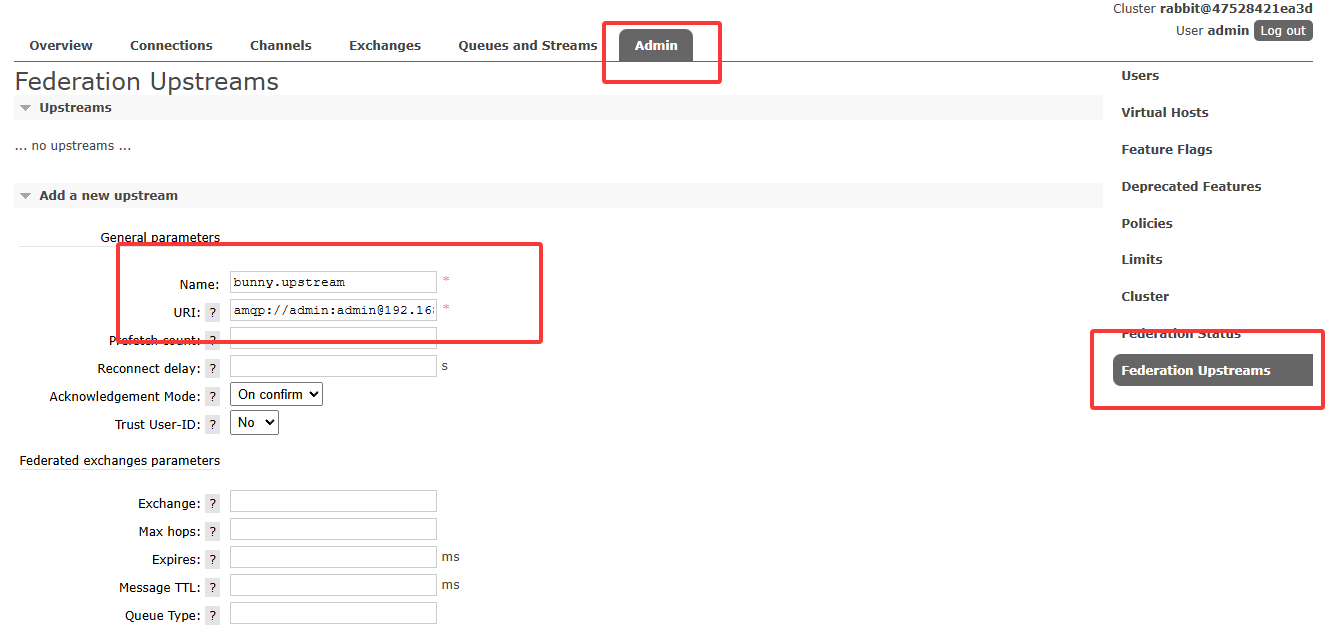 Cluster rabbit@47528421ea3d
User admin Log out
Overview Connections Channels Exchanges Queues and Streams Admin
Federation Upstreams
Upstreams
... no upstreams ...
Add a new upstream
General parameters
Name: bunny.upstream *
URI: ? amqp://admin:admin@192.168 *
Prefetch count: ?
Reconnect delay: ? s
Acknowledgement Mode: ? On confirm
Trust User-ID: ? No
Federated exchanges parameters
Exchange: ?
Max hops: ?
Expires: ? ms
Message TTL: ? ms
Queue Type: ?
Users
Virtual Hosts
Feature Flags
Deprecated Features
Policies
Limits
Cluster
Federation Status
Federation Upstreams